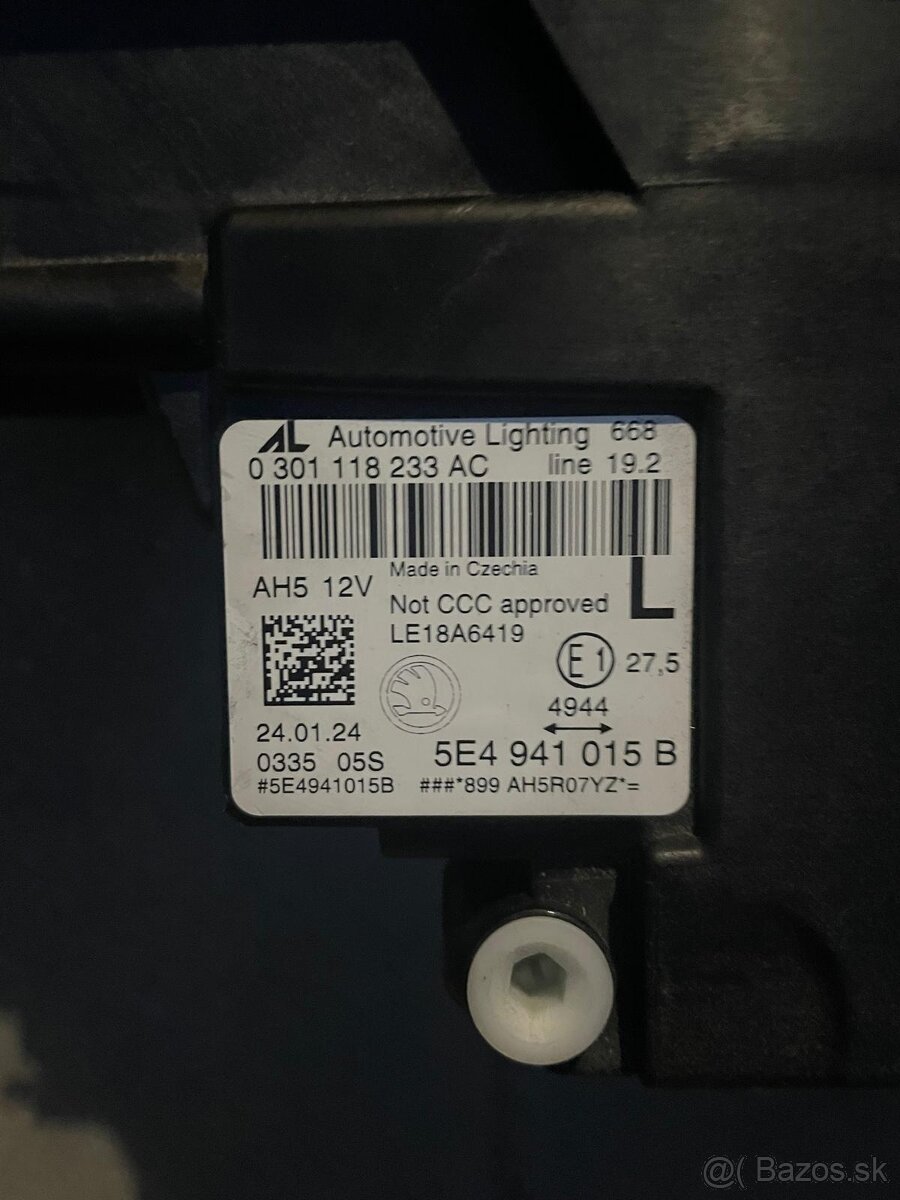 AL Automotive Lighting 668
0 301 118 233 AC line 19.2
Made in Czechia
AH5 12V
L
Not CCC approved
LE18A6419
E1 27,5
4944
24.01.24
0335 05S
5E4 941 015 B
#5E4941015B ###*899 AH5R07YZ*=
@( Bazos.sk